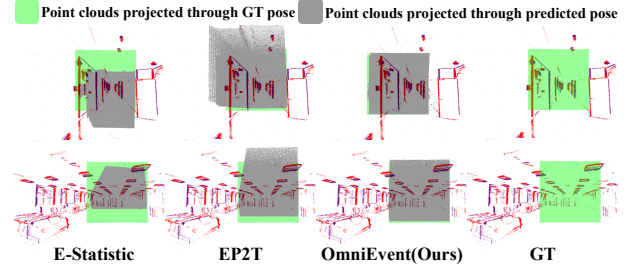 Point clouds projected through GT pose Point clouds projected through predicted pose
E-Statistic EP2T OmniEvent(Ours) GT